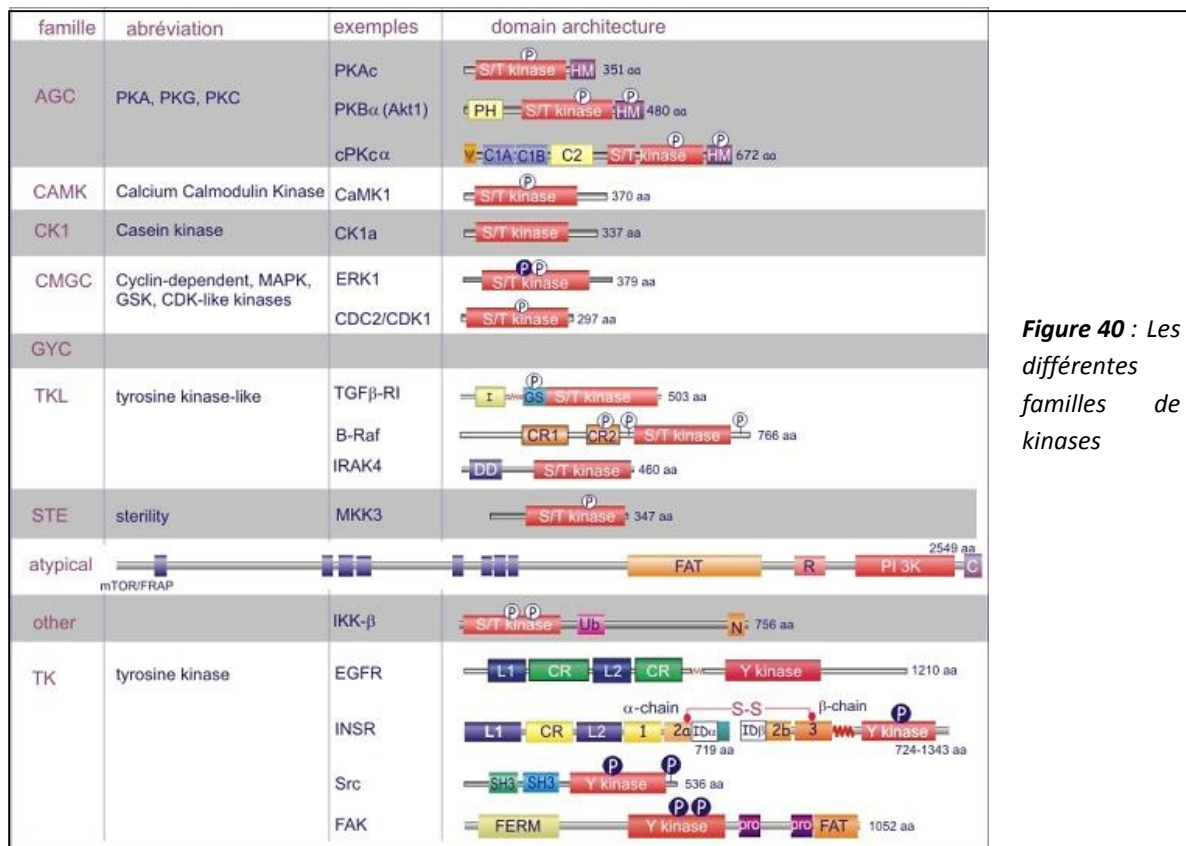 famille abréviation exemples domain architecture
P
PKAc S/T kinase HM 351 aa
AGC PKA, PKG, PKC
P P
PKBα (Akt1) PH S/T kinase HM 480 aa
P P
cPKcα C1A C1B C2 S/T kinase HM 672 aa
P
CAMK Calcium Calmodulin Kinase CaMK1 S/T kinase 370 aa
CK1 Casein kinase CK1a S/T kinase 337 aa
P P
CMGC Cyclin-dependent, MAPK, ERK1 S/T kinase 379 aa
GSK, CDK-like kinases
P
CDC2/CDK1 S/T kinase 297 aa
GYC
P
TKL tyrosine kinase-like TGFβ-RI I GS S/T kinase 503 aa
P P P
B-Raf CR1 CR2 S/T kinase 766 aa
IRAK4 DD S/T kinase 460 aa
P
STE sterility MKK3 S/T kinase 347 aa
2549 aa
atypical FAT R PI 3K C
mTOR/FRAP
P P
other IKK-β S/T kinase Ub N 756 aa
TK tyrosine kinase EGFR L1 CR L2 CR Y kinase 1210 aa
α-chain S-S β-chain P
INSR L1 CR L2 1 2a IDα IDβ 2b 3 Y kinase
719 aa 724-1343 aa
P P
Src SH3 SH3 Y kinase 536 aa
P P
FAK FERM Y kinase pro pro FAT 1052 aa
Figure 40 : Les
différentes
familles de
kinases